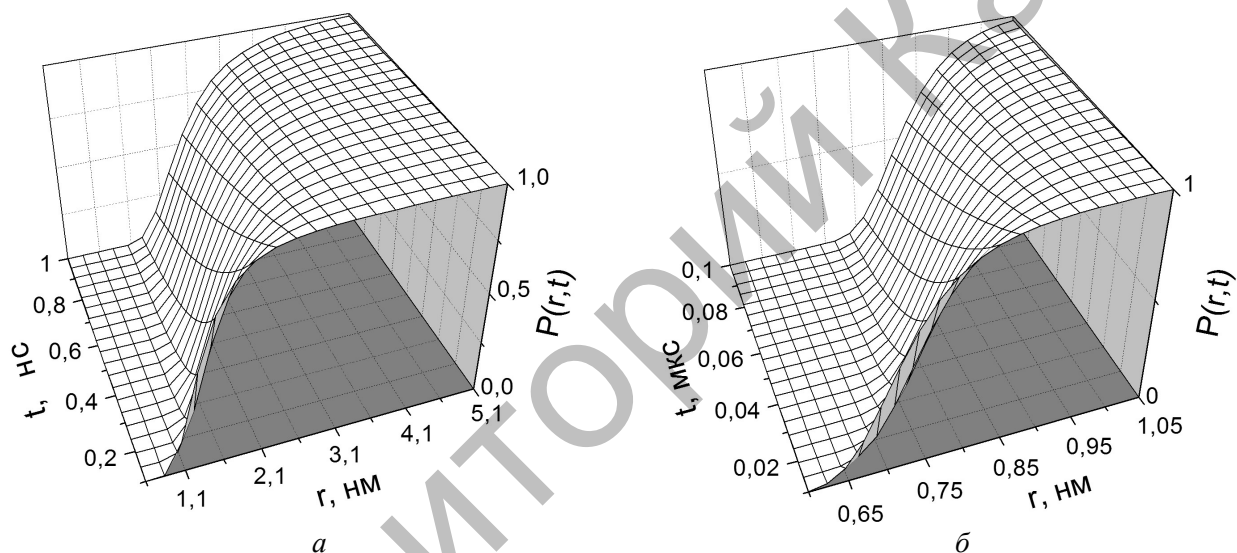 1
0,8
0,6
0,4
0,2
t, нс
1,1
2,1
3,1
4,1
5,1
r, нм
0,0
0,5
1,0
P(r,t)
а
0,1
0,08
0,06
0,04
0,02
t, мкс
0,65
0,75
0,85
0,95
1,05
r, нм
0
1
P(r,t)
б
иторий К